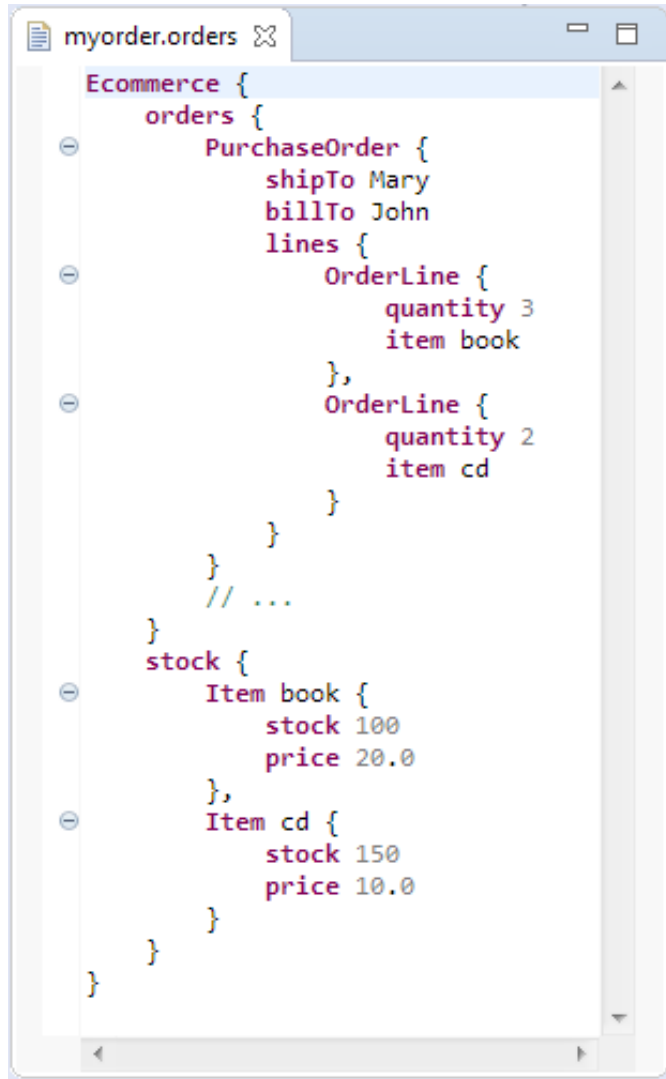 myorder.orders
Ecommerce {
    orders {
        PurchaseOrder {
            shipTo Mary
            billTo John
            lines {
                OrderLine {
                    quantity 3
                    item book
                },
                OrderLine {
                    quantity 2
                    item cd
                }
            }
        }
        // ...
    }
    stock {
        Item book {
            stock 100
            price 20.0
        },
        Item cd {
            stock 150
            price 10.0
        }
    }
}